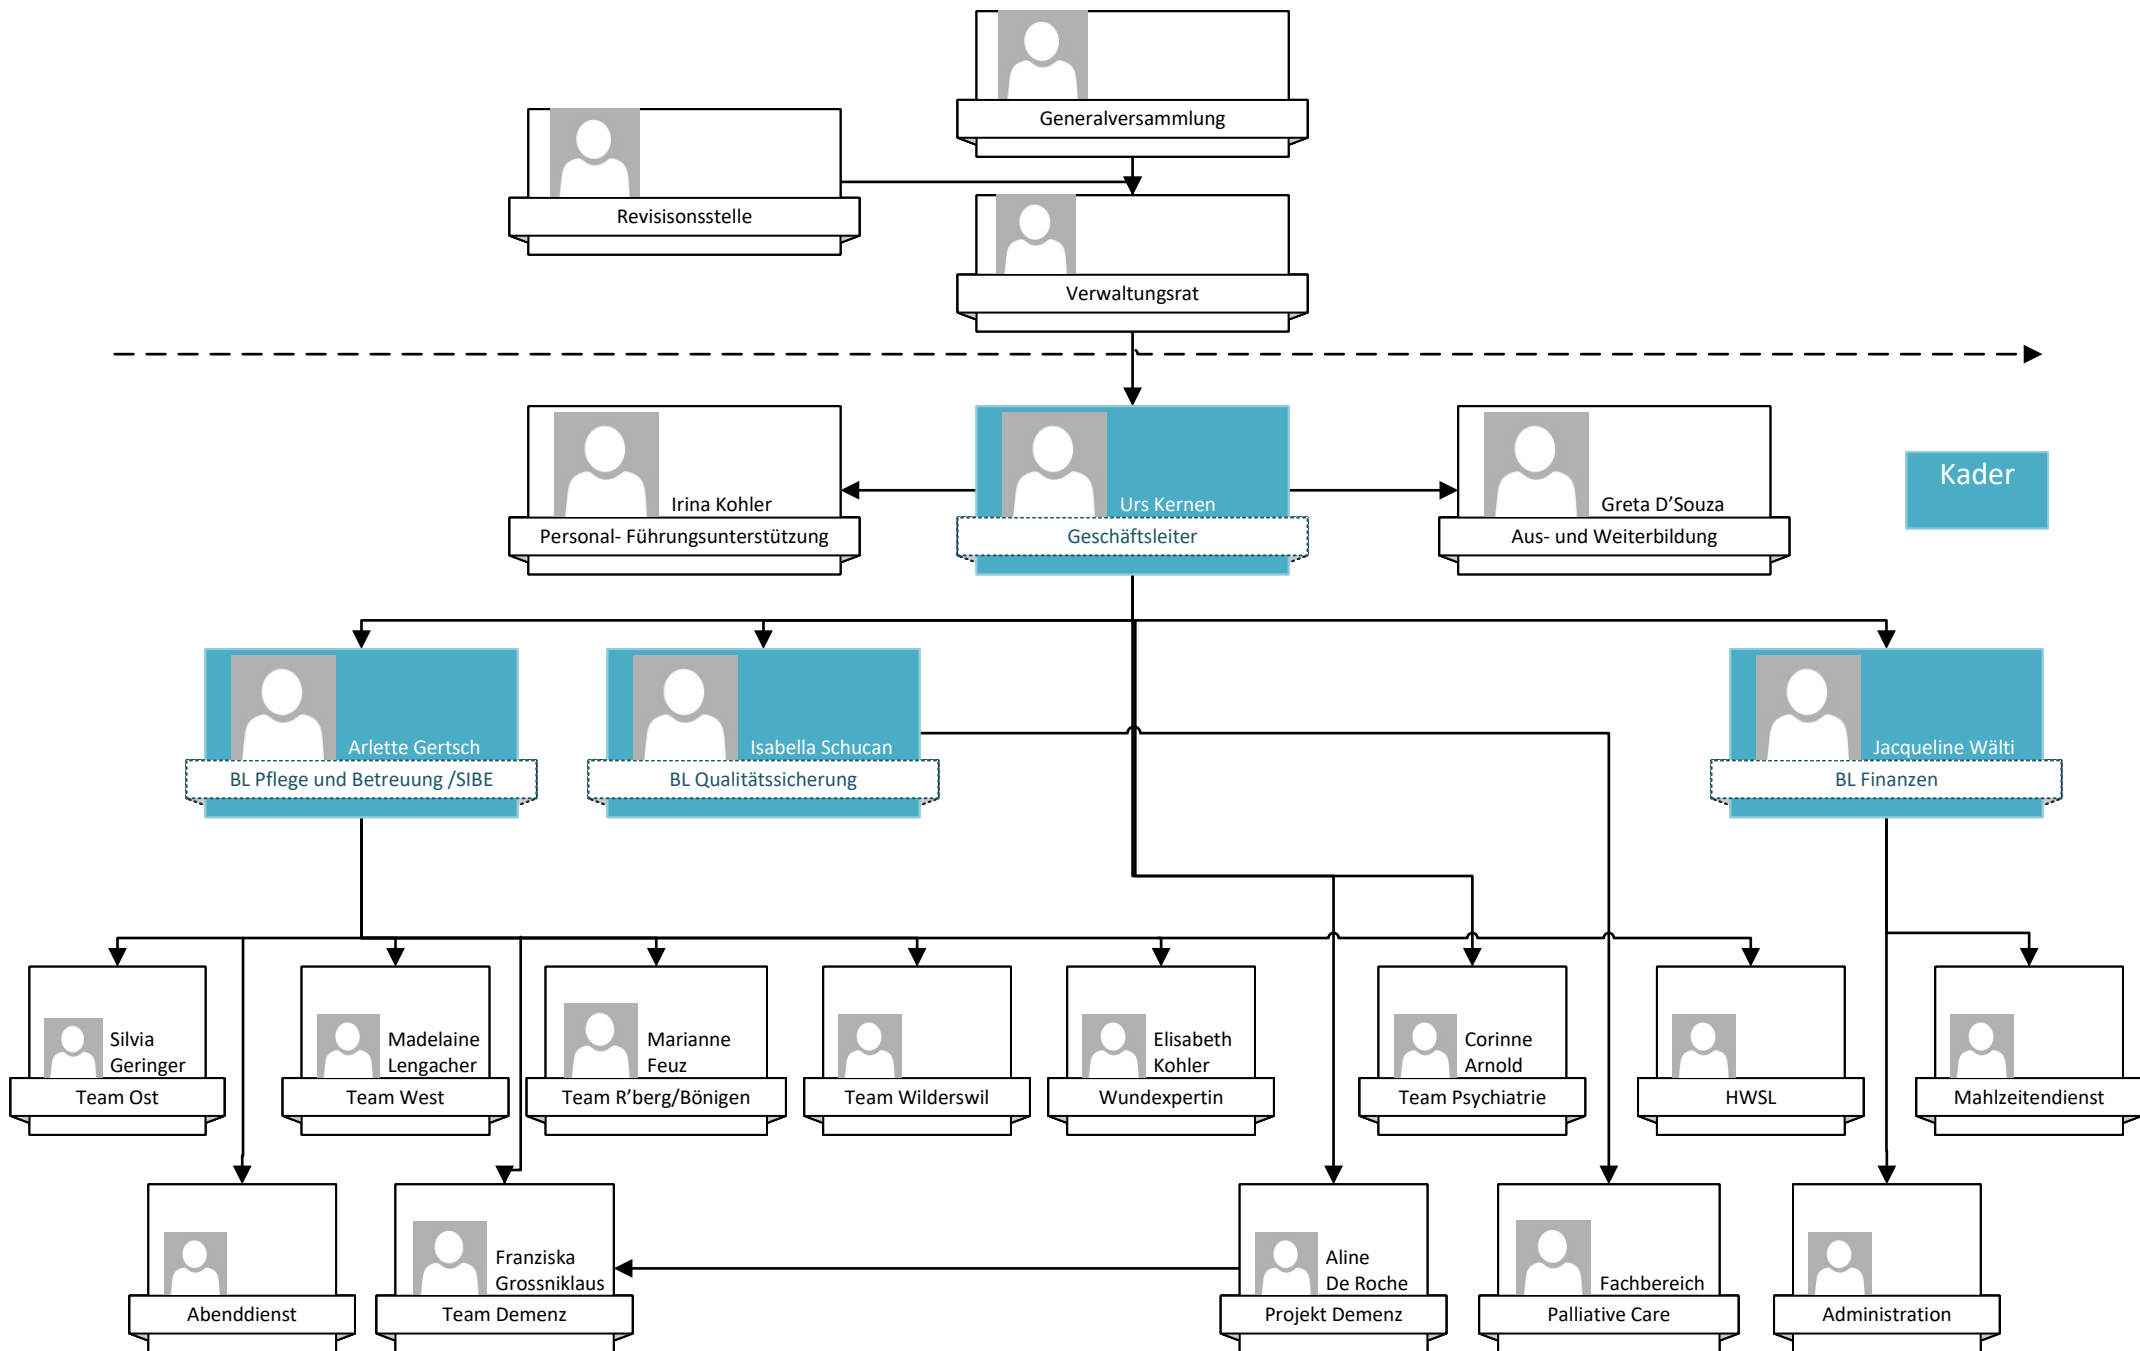 Generalversammlung
Revisisonsstelle
Verwaltungsrat
Irina Kohler
Personal- Führungsunterstützung
Urs Kernen
Geschäftsleiter
Greta D’Souza
Aus- und Weiterbildung
Kader
Arlette Gertsch
BL Pflege und Betreuung /SIBE
Isabella Schucan
BL Qualitätssicherung
Jacqueline Wälti
BL Finanzen
Silvia
Geringer
Team Ost
Madelaine
Lengacher
Team West
Marianne
Feuz
Team R’berg/Bönigen
Team Wilderswil
Elisabeth
Kohler
Wundexpertin
Corinne
Arnold
Team Psychiatrie
HWSL
Mahlzeitendienst
Abenddienst
Franziska
Grossniklaus
Team Demenz
Aline
De Roche
Projekt Demenz
Fachbereich
Palliative Care
Administration